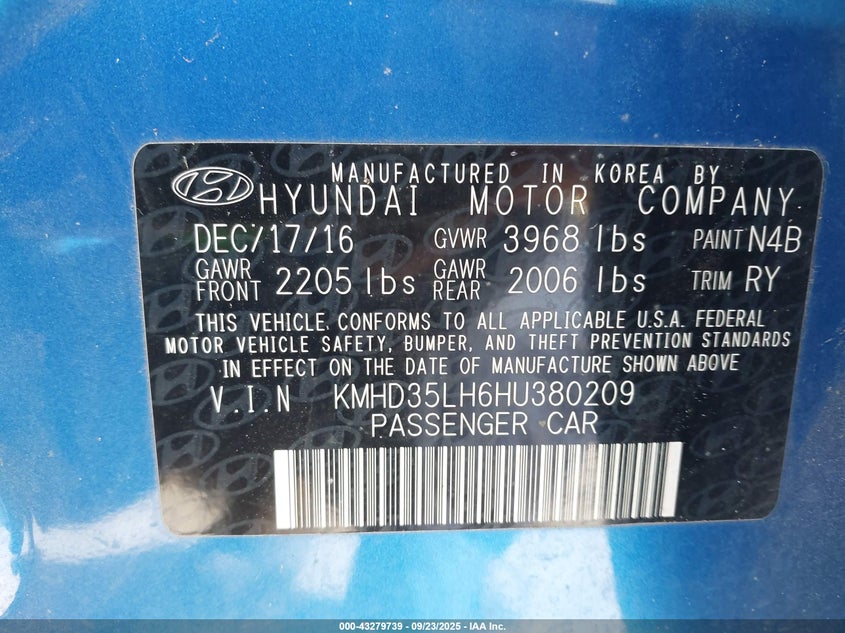 MANUFACTURED IN KOREA BY
HYUNDAI MOTOR COMPANY
DEC/17/16 GVWR 3968 lbs PAINT N4B
GAWR FRONT 2205 lbs GAWR REAR 2006 lbs TRIM RY
THIS VEHICLE CONFORMS TO ALL APPLICABLE U.S.A. FEDERAL
MOTOR VEHICLE SAFETY, BUMPER, AND THEFT PREVENTION STANDARDS
IN EFFECT ON THE DATE OF MANUFACTURE SHOWN ABOVE
V.I.N KMHD35LH6HU380209
PASSENGER CAR
000-43279739 - 09/23/2025 - IAA Inc.